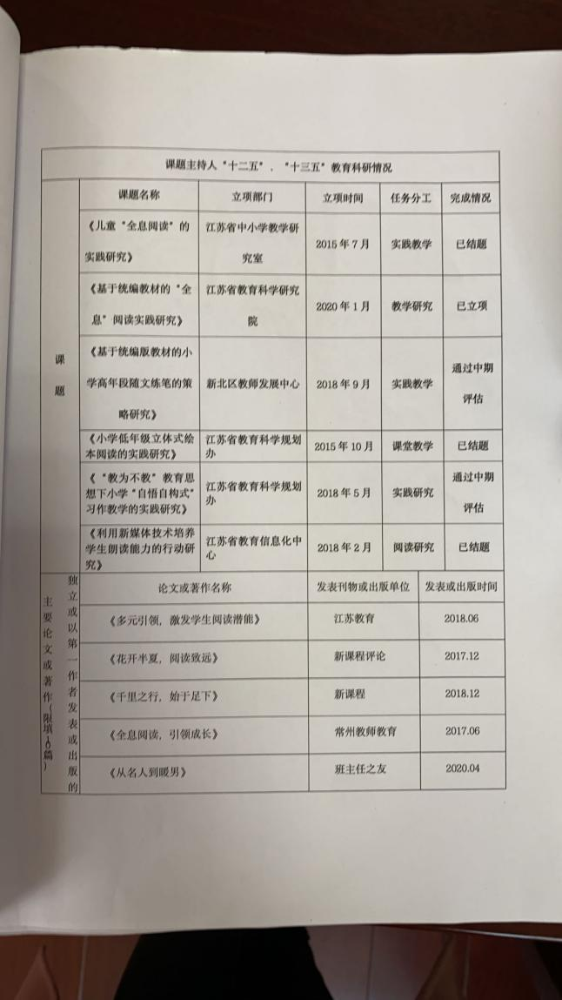 课题主持人“十二五”、“十三五”教育科研情况
课题
课题名称 立项部门 立项时间 任务分工 完成情况
《儿童“全息阅读”的实践研究》 江苏省中小学教学研究室 2015年7月 实践教学 已结题
《基于统编教材的“全息”阅读实践研究》 江苏省教育科学研究院 2020年1月 教学研究 已立项
《基于统编版教材的小学高年段随文练笔的策略研究》 新北区教师发展中心 2018年9月 实践教学 通过中期评估
《小学低年级立体式绘本阅读的实践研究》 江苏省教育科学规划办 2015年10月 课堂教学 已结题
《“教为不教”教育思想下小学“自悟自构式”习作教学的实践研究》 江苏省教育科学规划办 2018年5月 实践研究 通过中期评估
《利用新媒体技术培养学生朗读能力的行动研究》 江苏省教育信息化中心 2018年2月 阅读研究 已结题
独立或以第一作者发表或出版的
主要论文或著作(限填10篇)
论文或著作名称 发表刊物或出版单位 发表或出版时间
《多元引领，激发学生阅读潜能》 江苏教育 2018.06
《花开半夏，阅读致远》 新课程评论 2017.12
《千里之行，始于足下》 新课程 2018.12
《全息阅读，引领成长》 常州教师教育 2017.06
《从名人到暖男》 班主任之友 2020.04